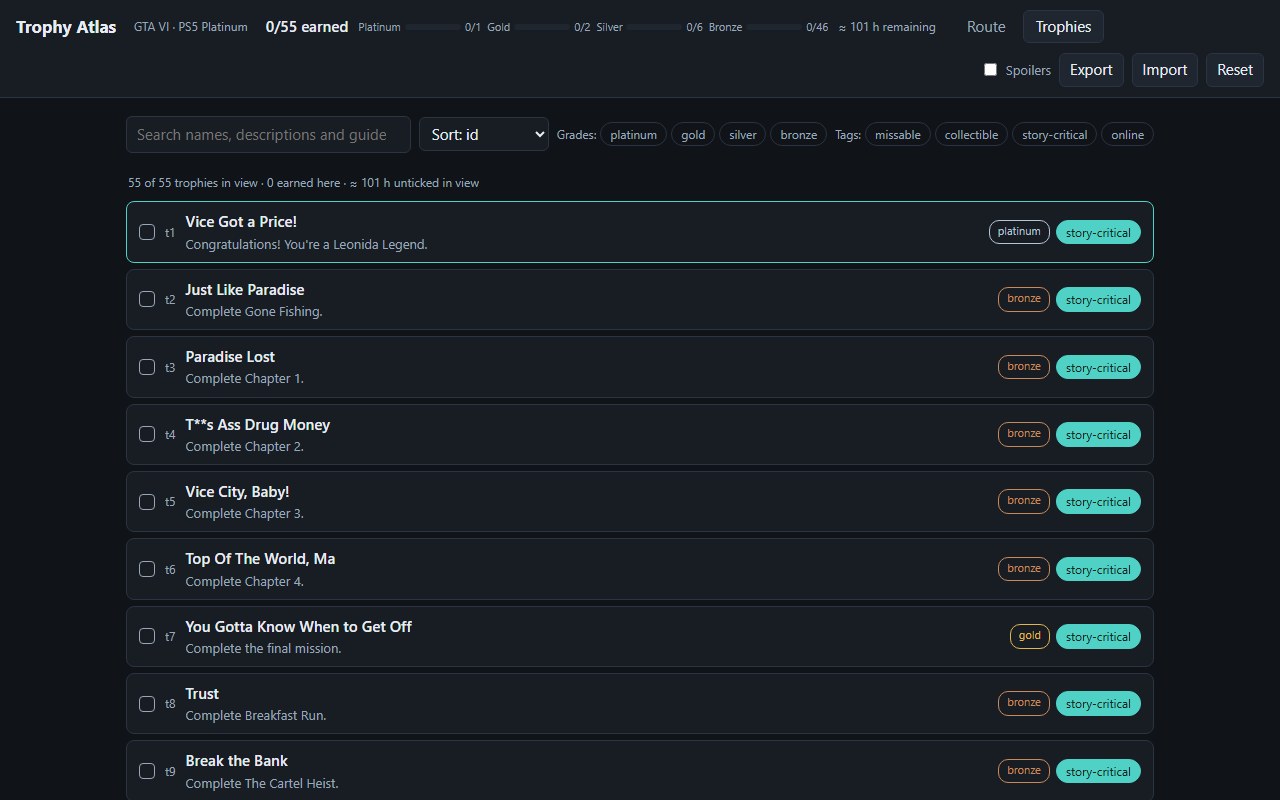 Trophy Atlas GTA VI · PS5 Platinum 0/55 earned Platinum 0/1 Gold 0/2 Silver 0/6 Bronze 0/46 ≈ 101 h remaining Route Trophies
Spoilers Export Import Reset
Search names, descriptions and guide Sort: id Grades: platinum gold silver bronze Tags: missable collectible story-critical online
55 of 55 trophies in view · 0 earned here · ≈ 101 h unticked in view
t1 Vice Got a Price! platinum story-critical
Congratulations! You're a Leonida Legend.
t2 Just Like Paradise bronze story-critical
Complete Gone Fishing.
t3 Paradise Lost bronze story-critical
Complete Chapter 1.
t4 T**s Ass Drug Money bronze story-critical
Complete Chapter 2.
t5 Vice City, Baby! bronze story-critical
Complete Chapter 3.
t6 Top Of The World, Ma bronze story-critical
Complete Chapter 4.
t7 You Gotta Know When to Get Off gold story-critical
Complete the final mission.
t8 Trust bronze story-critical
Complete Breakfast Run.
t9 Break the Bank bronze story-critical
Complete The Cartel Heist.